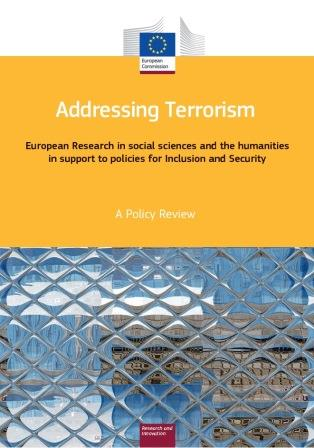 European
Commission
Addressing Terrorism
European Research in social sciences and the humanities
in support to policies for Inclusion and Security
A Policy Review
Research and
Innovation